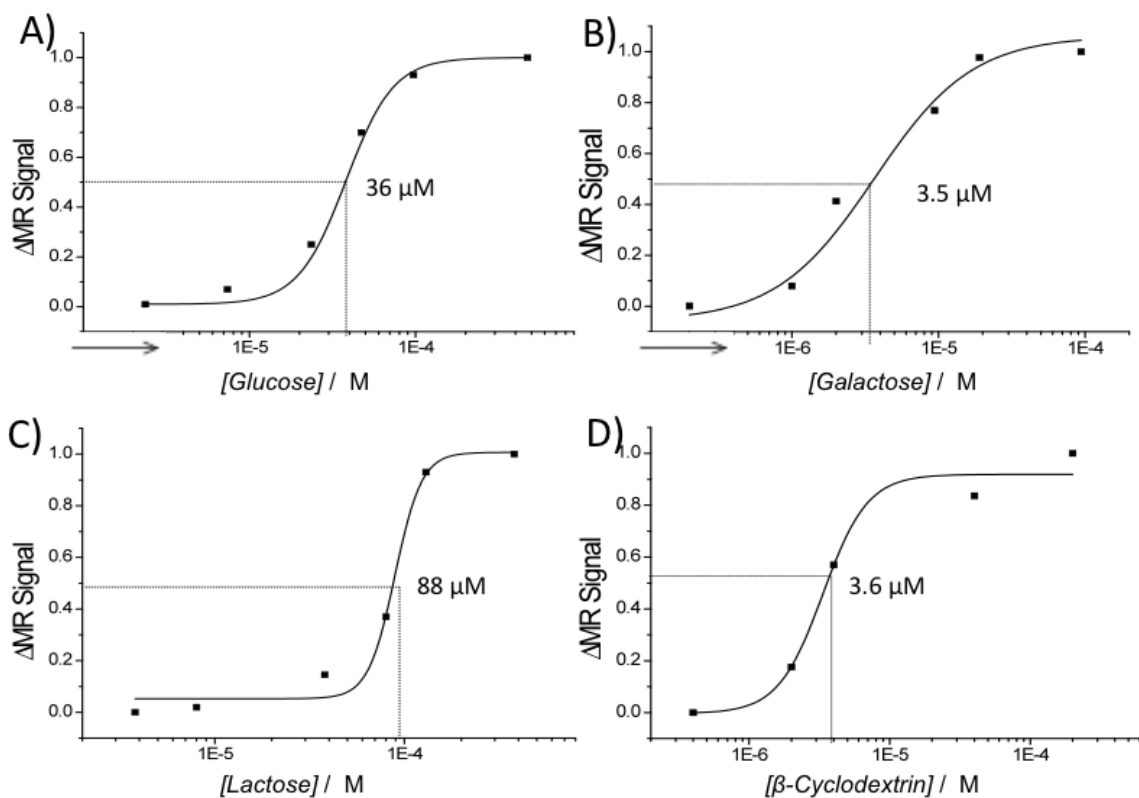 A)
ΔMR Signal
1.0
0.8
0.6
0.4
0.2
0.0
36 μM
1E-5
1E-4
[Glucose] / M
B)
ΔMR Signal
1.0
0.8
0.6
0.4
0.2
0.0
3.5 μM
1E-6
1E-5
1E-4
[Galactose] / M
C)
ΔMR Signal
1.0
0.8
0.6
0.4
0.2
0.0
88 μM
1E-5
1E-4
[Lactose] / M
D)
ΔMR Signal
1.0
0.8
0.6
0.4
0.2
0.0
3.6 μM
1E-6
1E-5
1E-4
[β-Cyclodextrin] / M